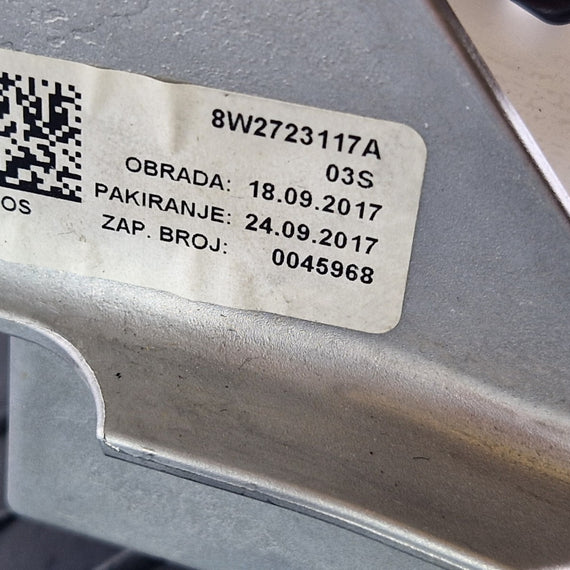 8W2723117A
03S
OBRADA: 18.09.2017
PAKIRANJE: 24.09.2017
ZAP. BROJ: 0045968
OS